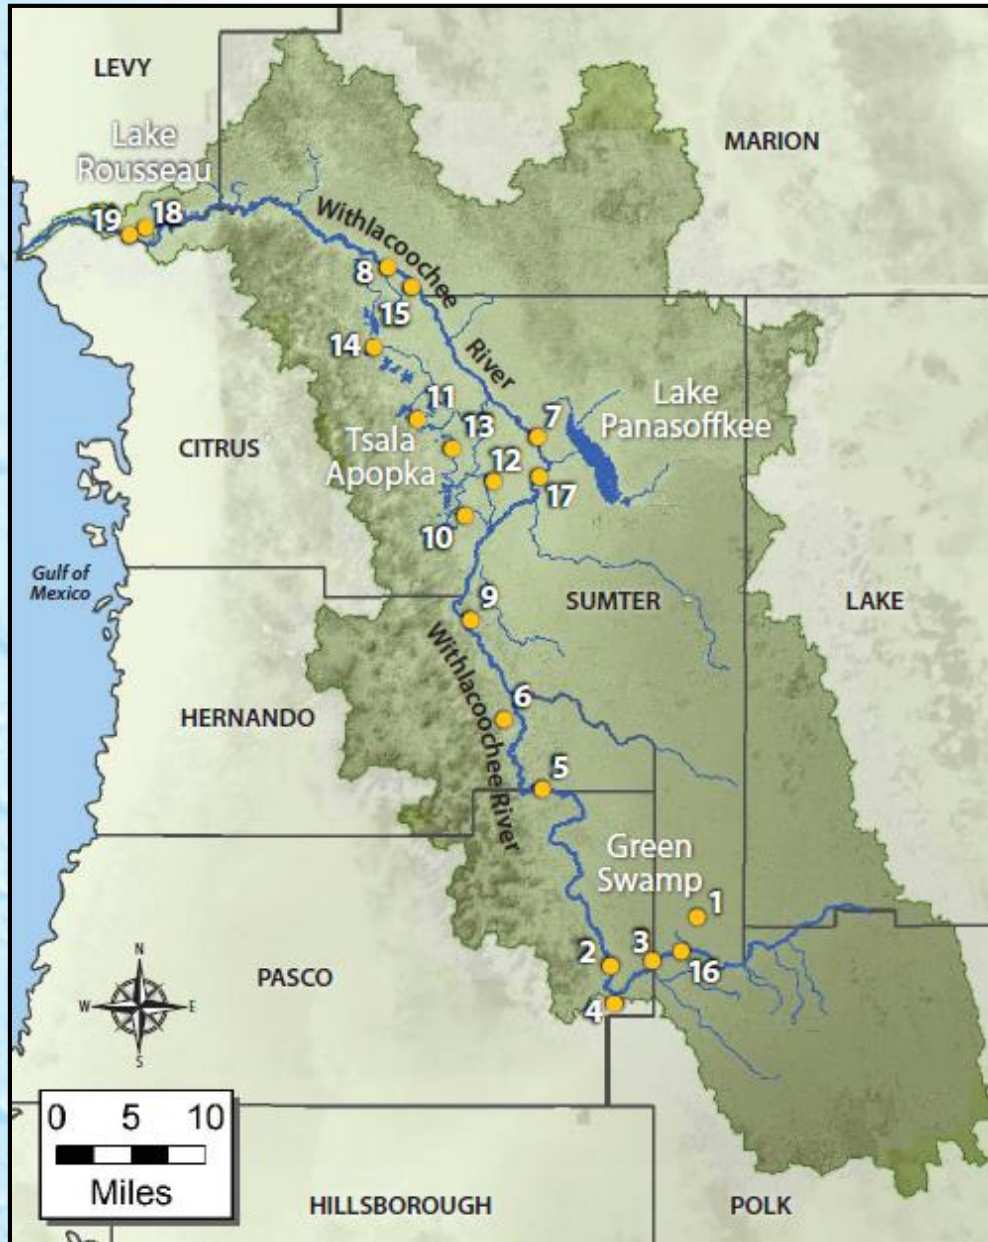 LEVY
Lake
Rousseau
MARION
19
18
Withlacoochee
8
15
14
River
11
13
7
Lake
Panasoffkee
CITRUS
Tsala
Apopka
12
17
10
Gulf of
Mexico
9
SUMTER
LAKE
Withlacoochee River
6
HERNANDO
5
Green
Swamp
1
2
3
16
N
PASCO
W
E
4
S
0 5 10
Miles
HILLSBOROUGH
POLK